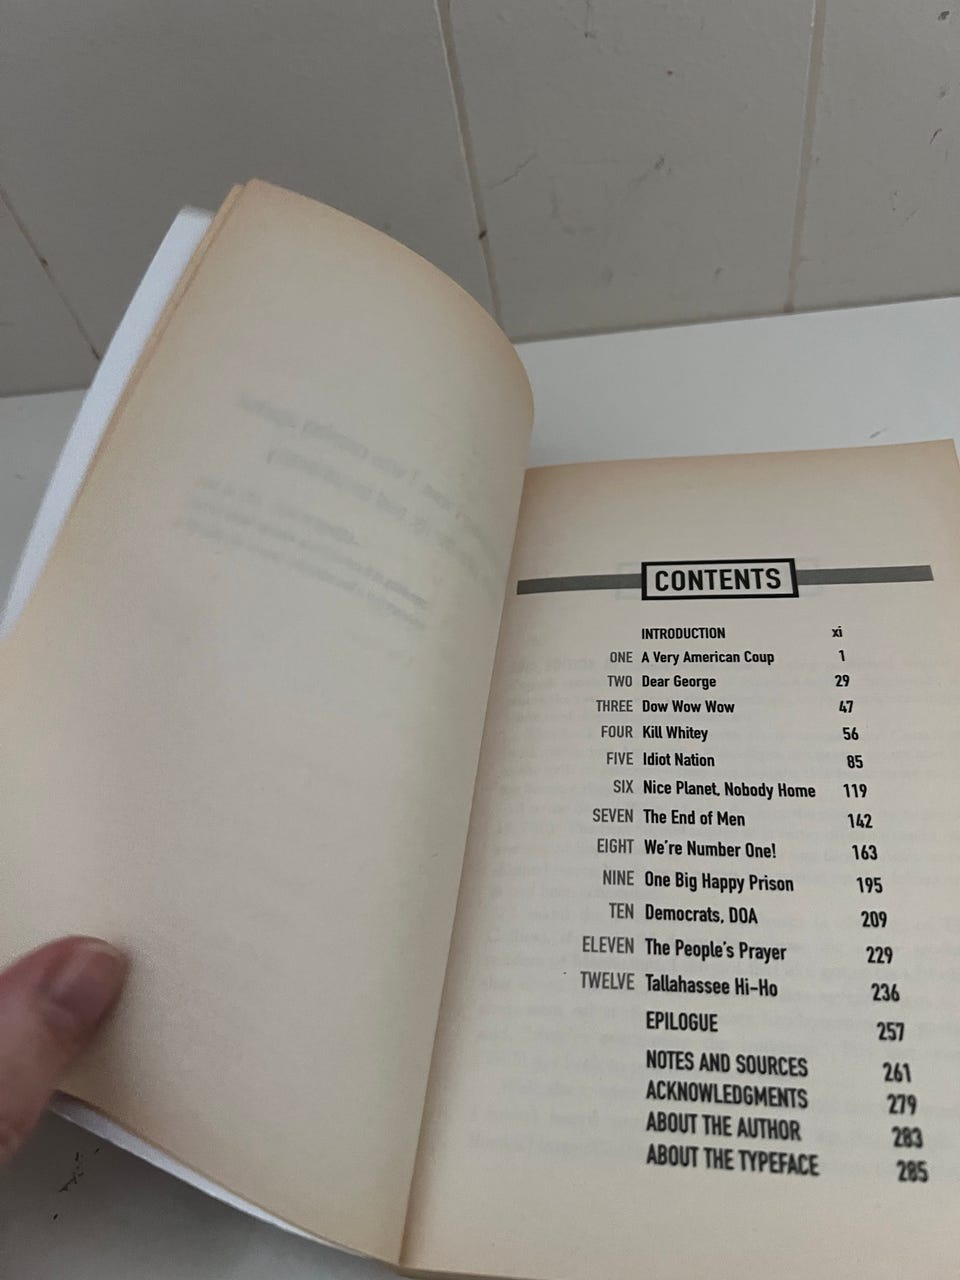 CONTENTS
INTRODUCTION xi
ONE A Very American Coup 1
TWO Dear George 29
THREE Dow Wow Wow 47
FOUR Kill Whitey 56
FIVE Idiot Nation 85
SIX Nice Planet, Nobody Home 119
SEVEN The End of Men 142
EIGHT We're Number One! 163
NINE One Big Happy Prison 195
TEN Democrats, DOA 209
ELEVEN The People's Prayer 229
TWELVE Tallahassee Hi-Ho 236
EPILOGUE 257
NOTES AND SOURCES 261
ACKNOWLEDGMENTS 279
ABOUT THE AUTHOR 283
ABOUT THE TYPEFACE 285